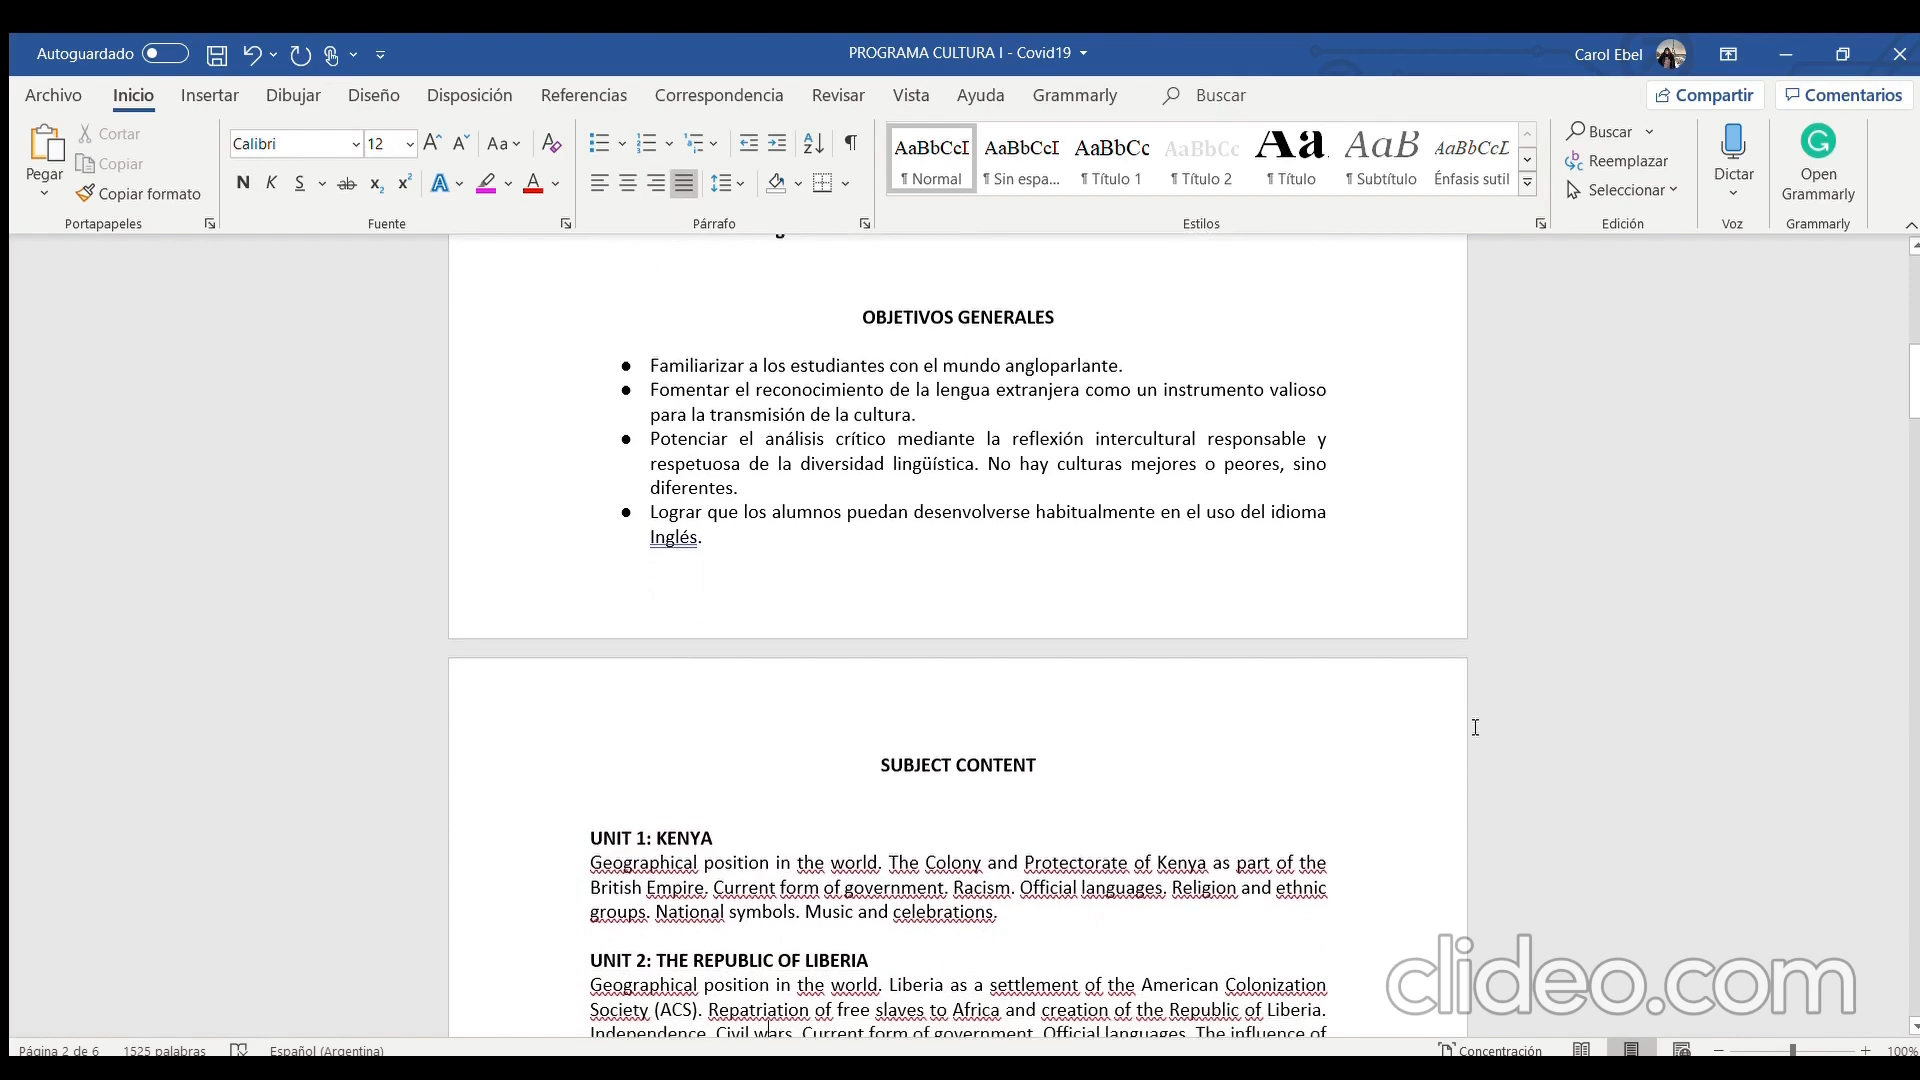 Autoguardado
PROGRAMA CULTURA I - Covid19
Carol Ebel
Archivo Inicio Insertar Dibujar Diseño Disposición Referencias Correspondencia Revisar Vista Ayuda Grammarly Buscar Compartir Comentarios
Pegar
Cortar
Copiar
Copiar formato
Portapapeles
Calibri 12
N K S ab x₂ x² A A
Fuente
Párrafo
AaBbCcI AaBbCcI AaBbCc AaBbCc Aa AaB AaBbCcL
¶ Normal ¶ Sin espa... ¶ Título 1 ¶ Título 2 ¶ Título ¶ Subtítulo Énfasis sutil
Estilos
Buscar
Reemplazar
Seleccionar
Edición
Dictar
Voz
Open
Grammarly
Grammarly
OBJETIVOS GENERALES
● Familiarizar a los estudiantes con el mundo angloparlante.
● Fomentar el reconocimiento de la lengua extranjera como un instrumento valioso
para la transmisión de la cultura.
● Potenciar el análisis crítico mediante la reflexión intercultural responsable y
respetuosa de la diversidad lingüística. No hay culturas mejores o peores, sino
diferentes.
● Lograr que los alumnos puedan desenvolverse habitualmente en el uso del idioma
Inglés.
SUBJECT CONTENT
UNIT 1: KENYA
Geographical position in the world. The Colony and Protectorate of Kenya as part of the
British Empire. Current form of government. Racism. Official languages. Religion and ethnic
groups. National symbols. Music and celebrations.
UNIT 2: THE REPUBLIC OF LIBERIA
Geographical position in the world. Liberia as a settlement of the American Colonization
Society (ACS). Repatriation of free slaves to Africa and creation of the Republic of Liberia.
Independence. Civil wars. Current form of government. Official languages. The influence of
clideo.com
Página 2 de 6 1525 palabras Español (Argentina) Concentración 100%